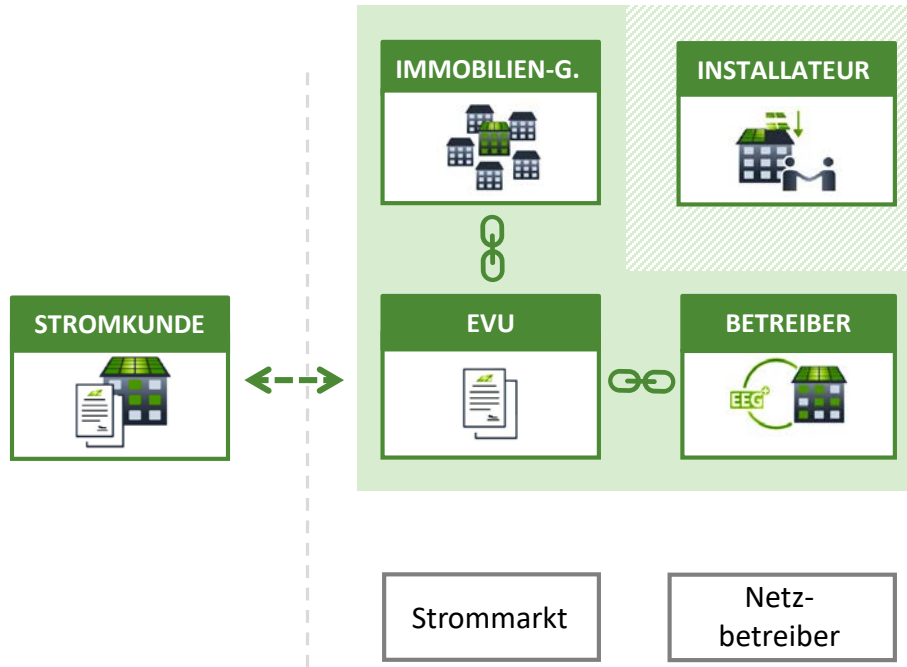 IMMOBILIEN-G.
INSTALLATEUR
STROMKUNDE
EVU
BETREIBER
EEG+
Strommarkt
Netz-
betreiber